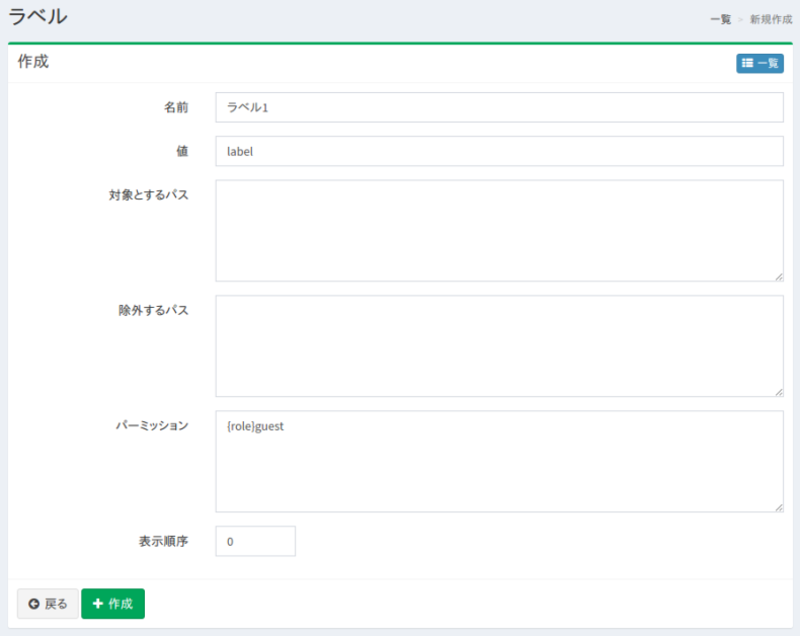 ラベル
一覧 > 新規作成
作成
一覧
名前 ラベル1
値 label
対象とするパス
除外するパス
パーミッション {role}guest
表示順序 0
戻る 作成